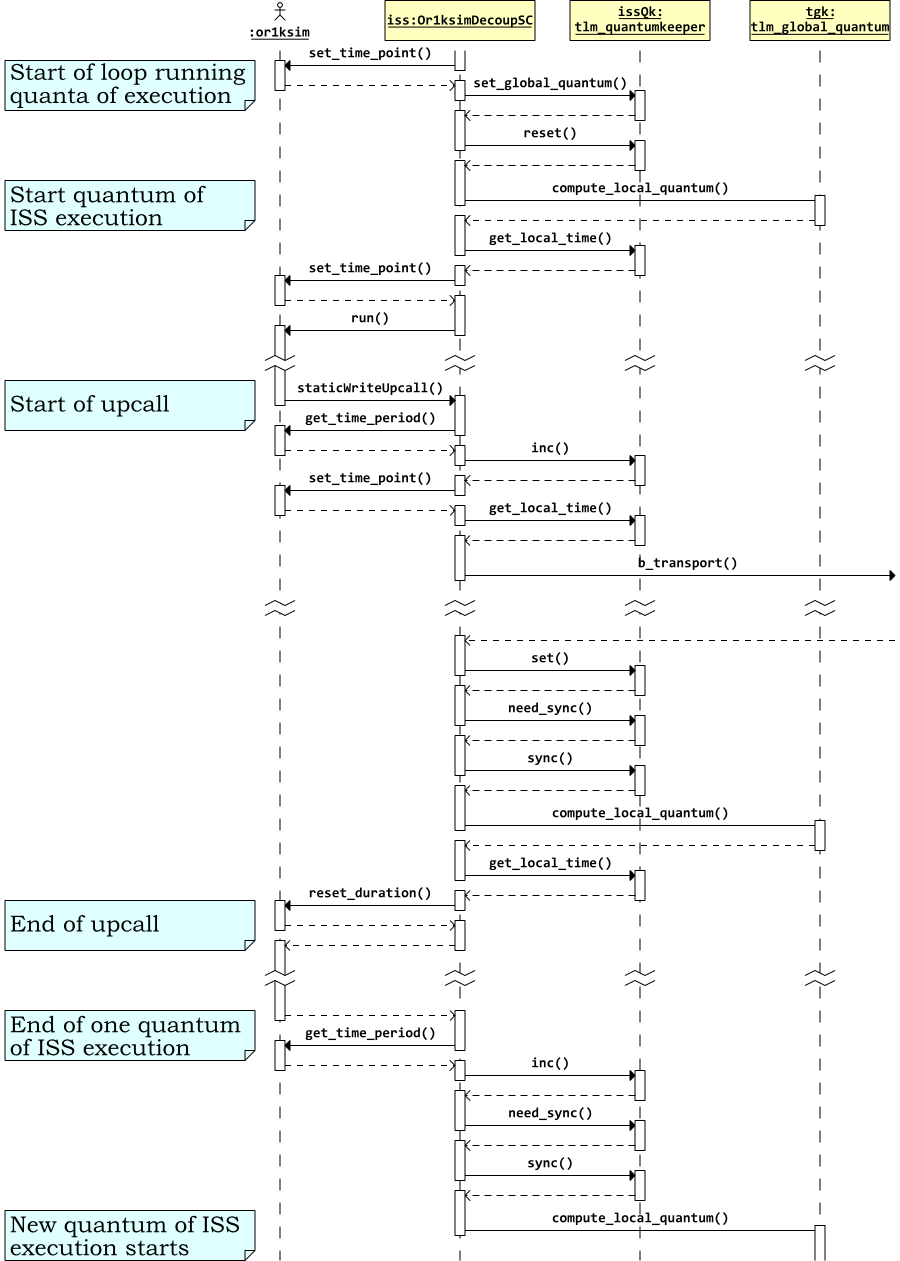 :or1ksim
iss:Or1ksimDecoupSC
issQk:
tlm_quantumkeeper
tgk:
tlm_global_quantum
set_time_point()
Start of loop running
quanta of execution
set_global_quantum()
reset()
Start quantum of
ISS execution
compute_local_quantum()
get_local_time()
set_time_point()
run()
Start of upcall
staticWriteUpcall()
get_time_period()
inc()
set_time_point()
get_local_time()
b_transport()
set()
need_sync()
sync()
compute_local_quantum()
get_local_time()
reset_duration()
End of upcall
End of one quantum
of ISS execution
get_time_period()
inc()
need_sync()
sync()
New quantum of ISS
execution starts
compute_local_quantum()